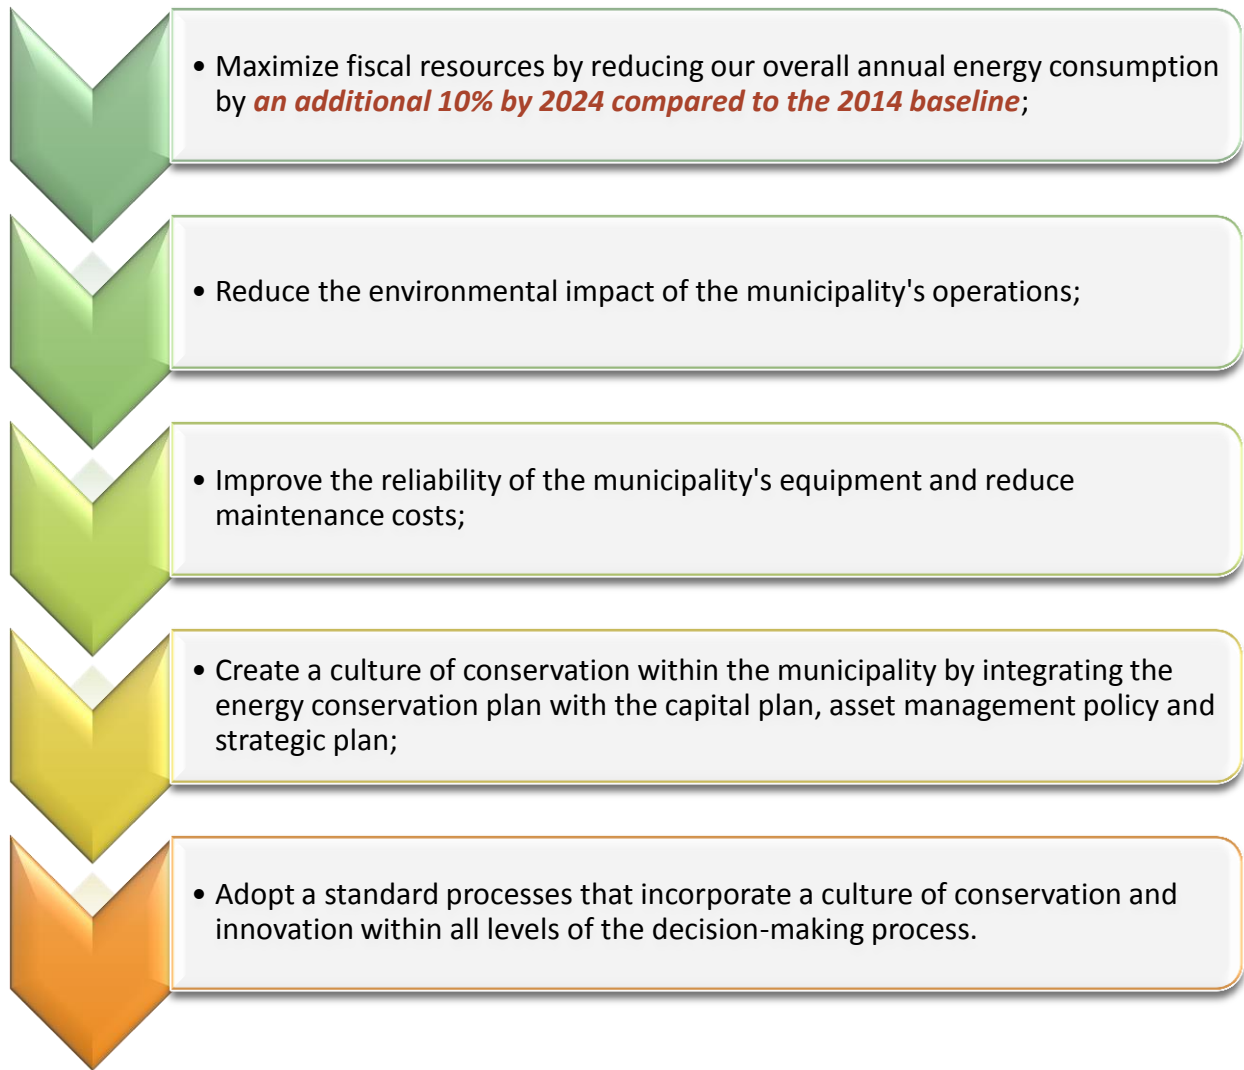 • Maximize fiscal resources by reducing our overall annual energy consumption
by an additional 10% by 2024 compared to the 2014 baseline;
• Reduce the environmental impact of the municipality's operations;
• Improve the reliability of the municipality's equipment and reduce
maintenance costs;
• Create a culture of conservation within the municipality by integrating the
energy conservation plan with the capital plan, asset management policy and
strategic plan;
• Adopt a standard processes that incorporate a culture of conservation and
innovation within all levels of the decision-making process.